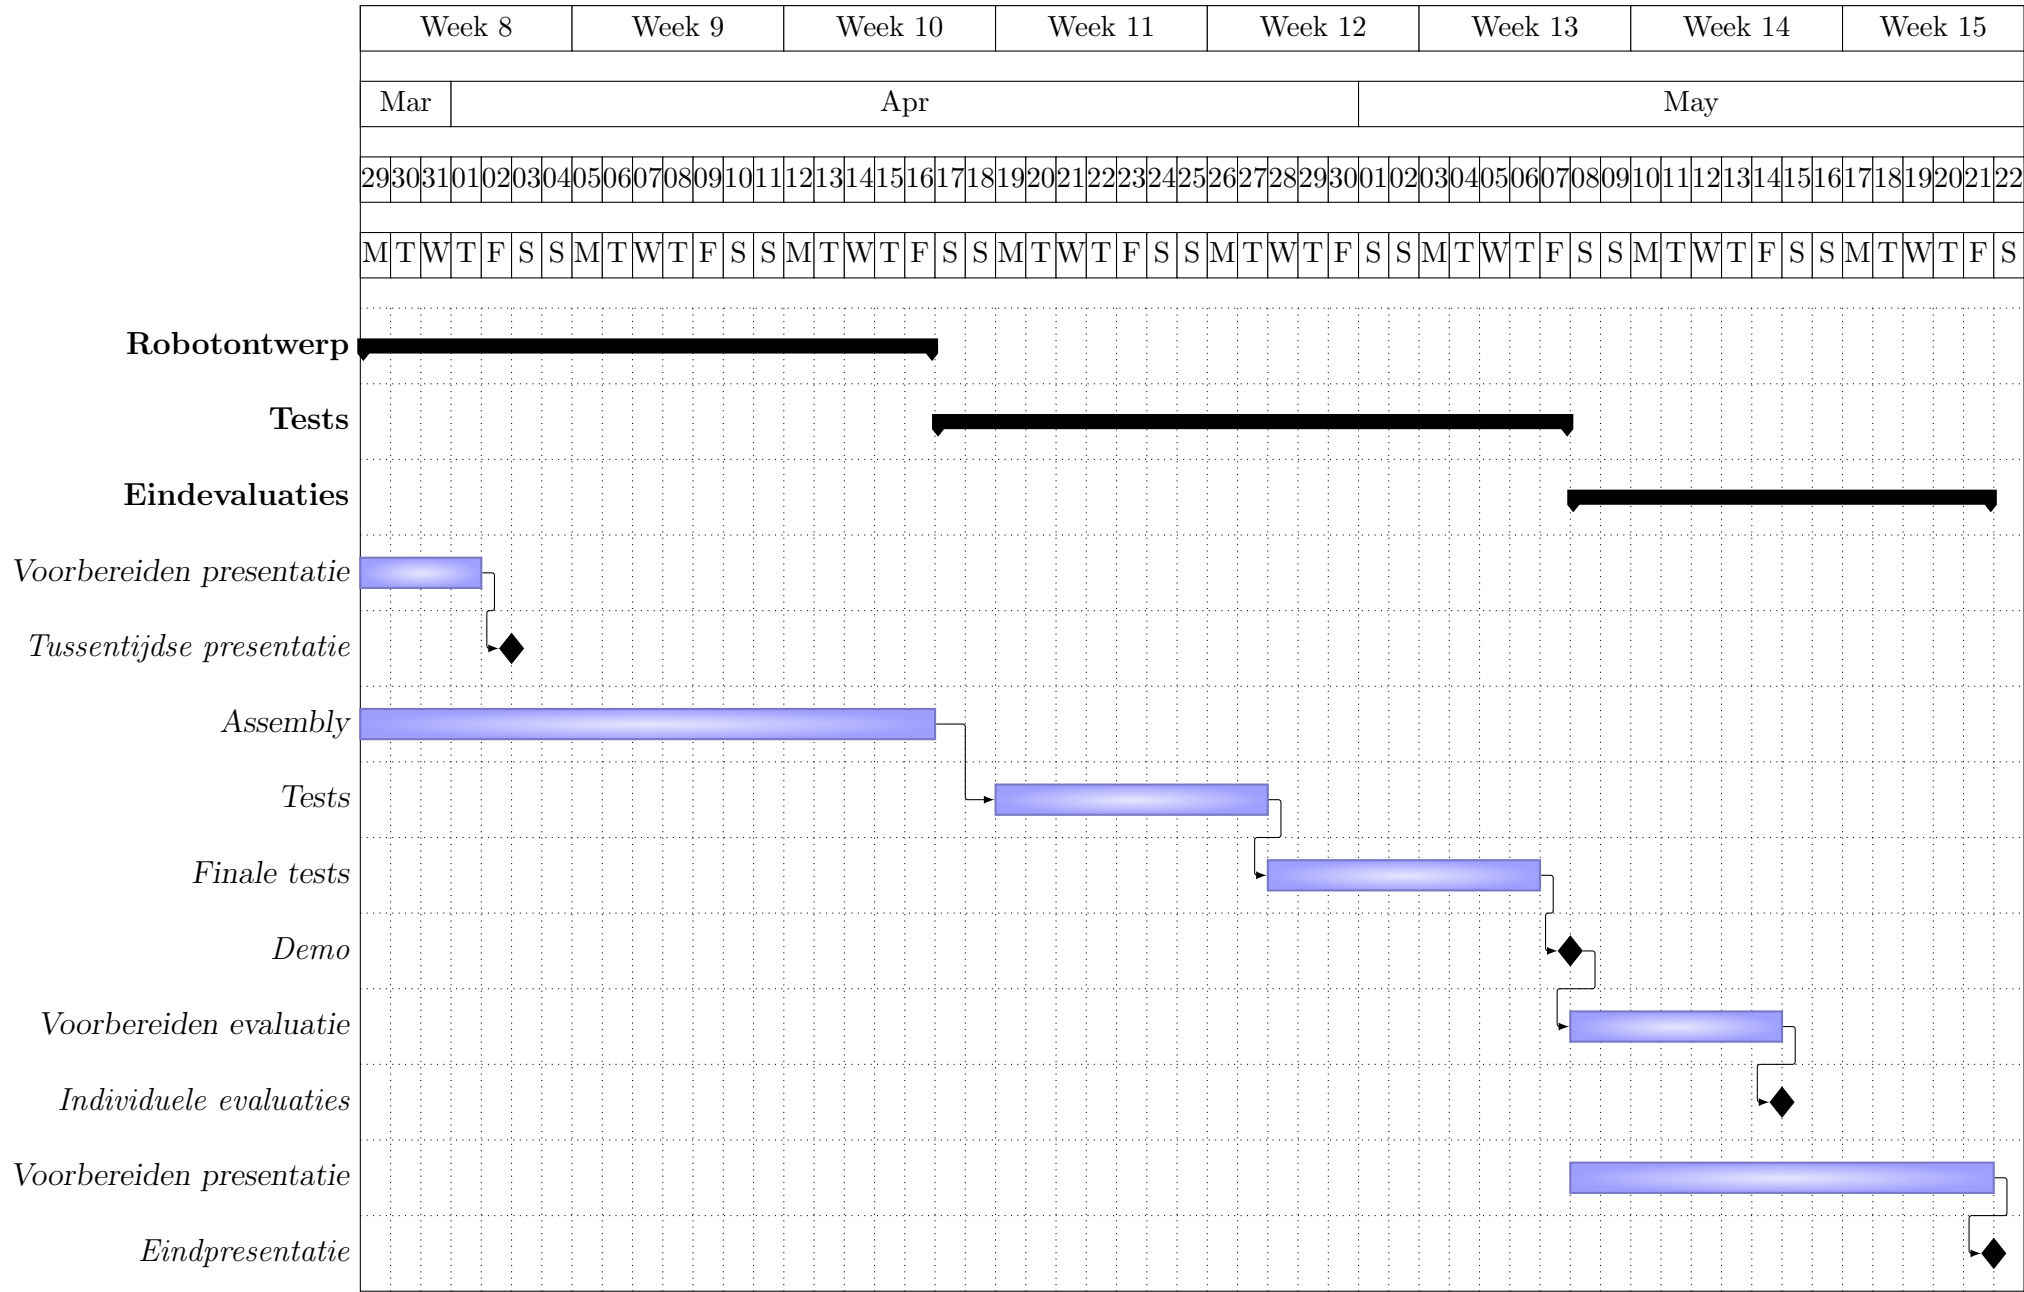 Week 8 Week 9 Week 10 Week 11 Week 12 Week 13 Week 14 Week 15
Mar Apr May
29 30 31 01 02 03 04 05 06 07 08 09 10 11 12 13 14 15 16 17 18 19 20 21 22 23 24 25 26 27 28 29 30 01 02 03 04 05 06 07 08 09 10 11 12 13 14 15 16 17 18 19 20 21 22
M T W T F S S M T W T F S S M T W T F S S M T W T F S S M T W T F S S M T W T F S S M T W T F S S M T W T F S
Robotontwerp
Tests
Eindevaluaties
Voorbereiden presentatie
Tussentijdse presentatie
Assembly
Tests
Finale tests
Demo
Voorbereiden evaluatie
Individuele evaluaties
Voorbereiden presentatie
Eindpresentatie